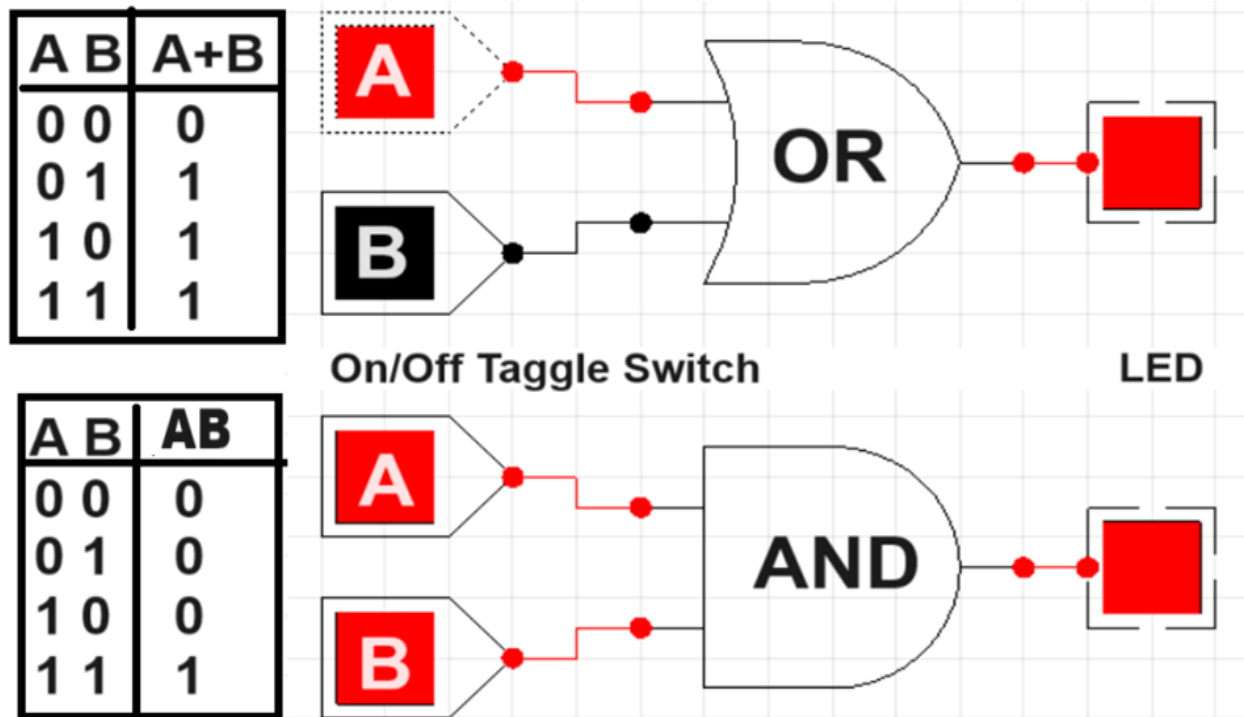 A B A+B
0 0 0
0 1 1
1 0 1
1 1 1
A
B
OR
On/Off Taggle Switch
LED
A B AB
0 0 0
0 1 0
1 0 0
1 1 1
A
B
AND